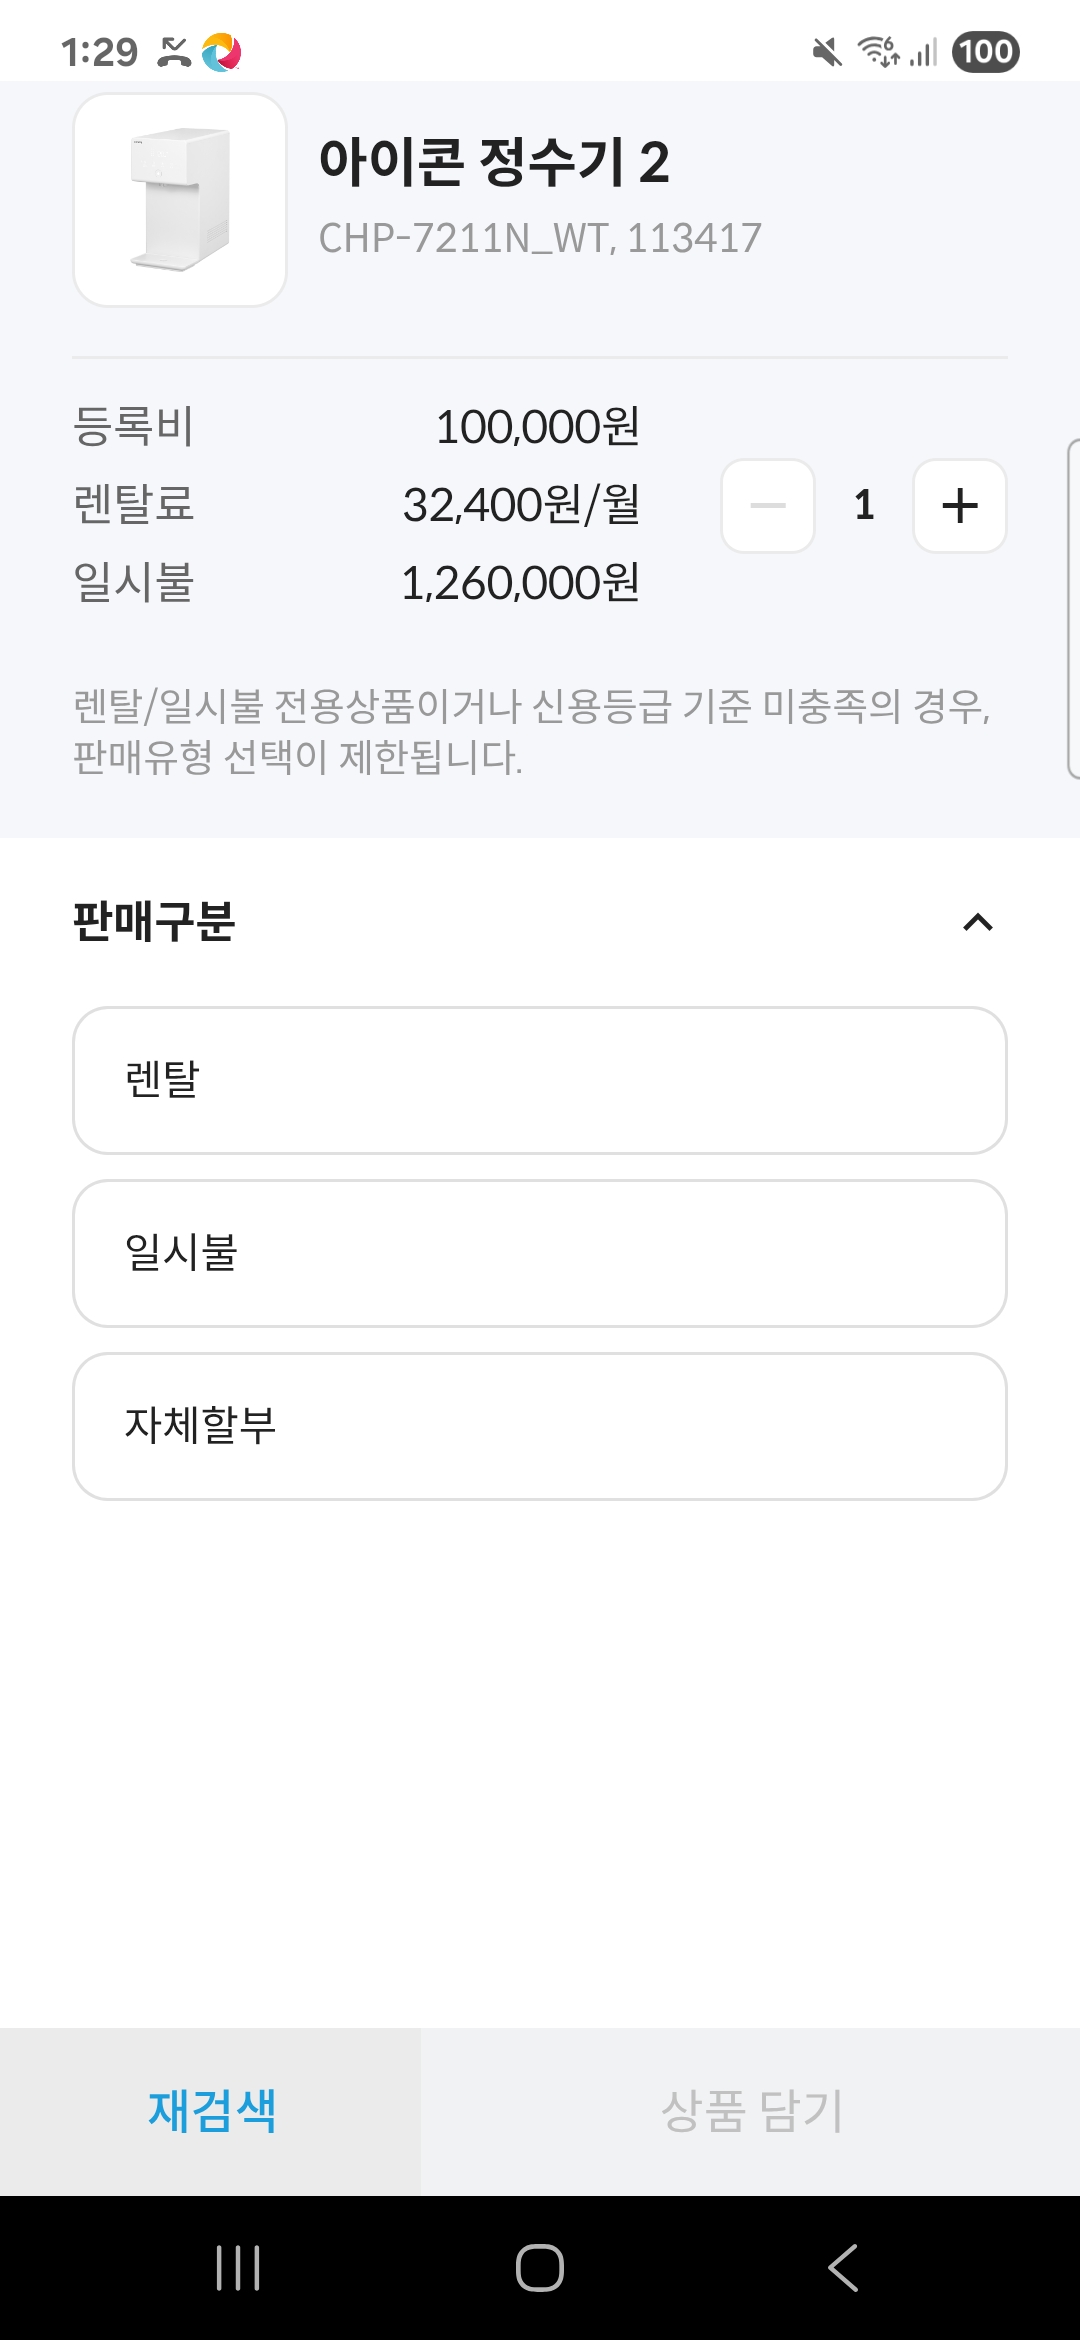 1:29
6
100
아이콘 정수기 2
CHP-7211N_WT, 113417
등록비 100,000원
렌탈료 32,400원/월
1
일시불 1,260,000원
렌탈/일시불 전용상품이거나 신용등급 기준 미충족의 경우,
판매유형 선택이 제한됩니다.
판매구분
렌탈
일시불
자체할부
재검색 상품 담기